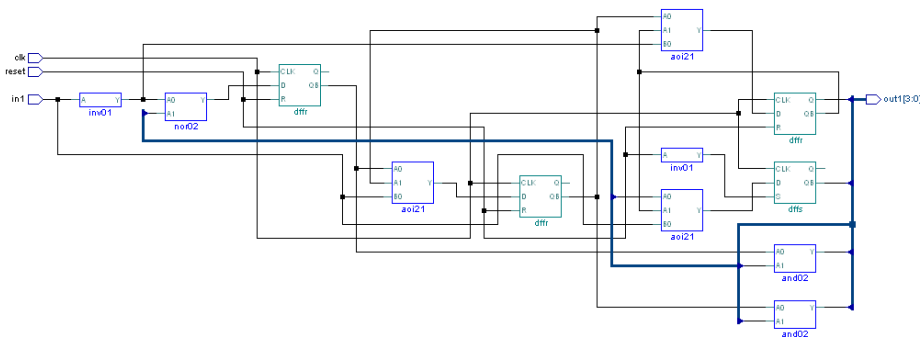 clk
reset
in1
A Y
inv01
A0 Y
A1
nor02
CLK Q
D QB
R
dffr
A0
A1 Y
B0
aoi21
CLK Q
D QB
R
dffr
A0
A1 Y
B0
aoi21
CLK Q
D QB
R
dffr
out1[3:0]
A Y
inv01
CLK Q
D QB
S
dffs
A0
A1 Y
B0
aoi21
A0 Y
A1
and02
A0 Y
A1
and02